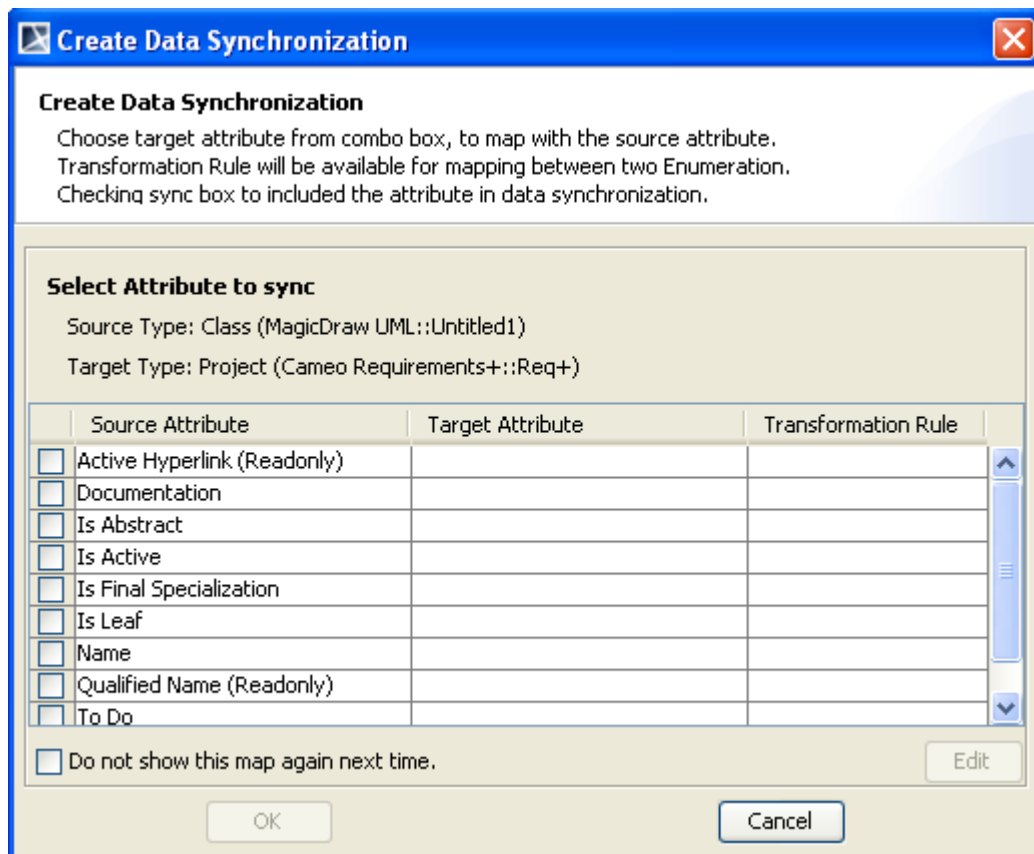 Create Data Synchronization
Create Data Synchronization
Choose target attribute from combo box, to map with the source attribute.
Transformation Rule will be available for mapping between two Enumeration.
Checking sync box to included the attribute in data synchronization.
Select Attribute to sync
Source Type: Class (MagicDraw UML::Untitled1)
Target Type: Project (Cameo Requirements+::Req+)
Source Attribute Target Attribute Transformation Rule
Active Hyperlink (Readonly)
Documentation
Is Abstract
Is Active
Is Final Specialization
Is Leaf
Name
Qualified Name (Readonly)
To Do
Do not show this map again next time. Edit
OK Cancel